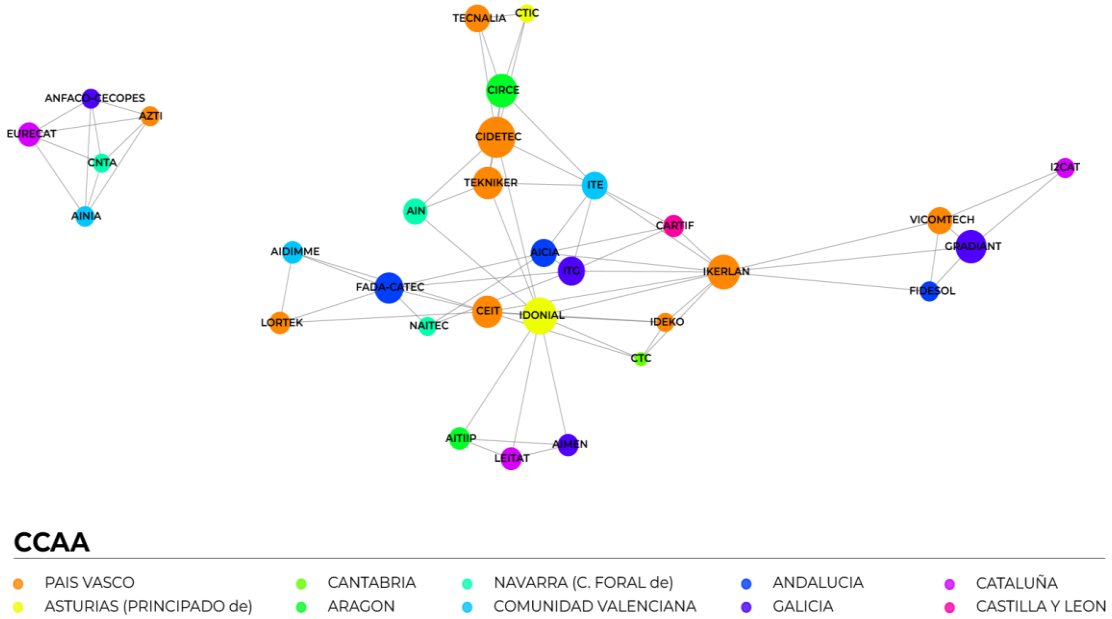 TECNALIA
CTIC
CIRCE
ANFACO-CECOPES
AZTI
EURECAT
CIDETEC
CNTA
I2CAT
TEKNIKER
ITE
AIN
AINIA
VICOMTECH
CARTIF
GRADIANT
AIDIMME
AICIA
ITG
IKERLAN
FADA-CATEC
FIDESOL
CEIT
IDONIAL
LORTEK
NAITEC
IDEKO
CTC
AITIIP
AIMEN
LEITAT
CCAA
PAIS VASCO
CANTABRIA
NAVARRA (C. FORAL de)
ANDALUCIA
CATALUÑA
ASTURIAS (PRINCIPADO de)
ARAGON
COMUNIDAD VALENCIANA
GALICIA
CASTILLA Y LEON